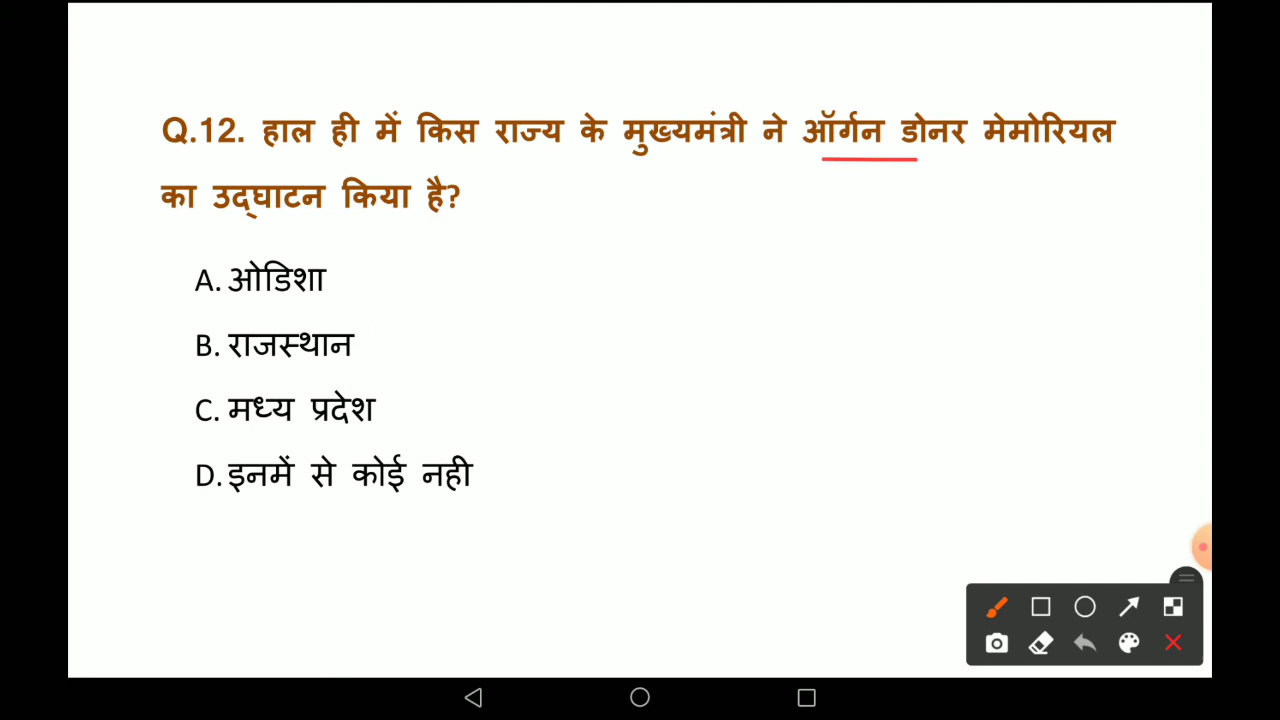 Q.12. हाल ही में किस राज्य के मुख्यमंत्री ने ऑर्गन डोनर मेमोरियल
का उद्घाटन किया है?
A. ओडिशा
B. राजस्थान
C. मध्य प्रदेश
D. इनमें से कोई नही